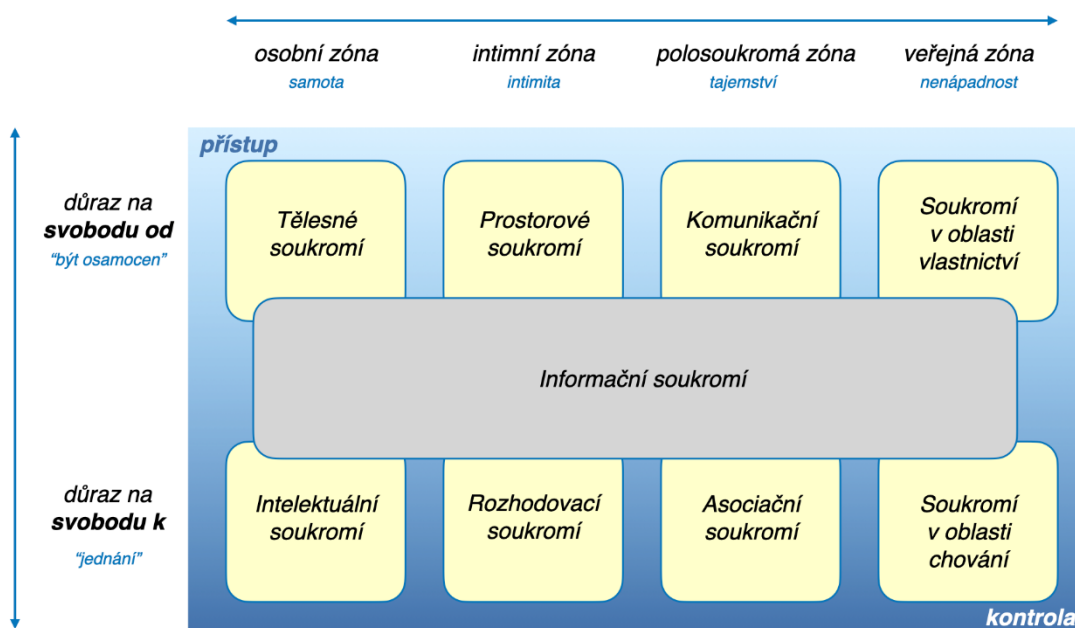 osobní zóna intimní zóna polosoukromá zóna veřejná zóna
samota intimita tajemství nenápadnost
přístup
důraz na
svobodu od
“být osamocen”
Tělesné
soukromí
Prostorové
soukromí
Komunikační
soukromí
Soukromí
v oblasti
vlastnictví
Informační soukromí
důraz na
svobodu k
“jednání”
Intelektuální
soukromí
Rozhodovací
soukromí
Asociační
soukromí
Soukromí
v oblasti
chování
kontrola